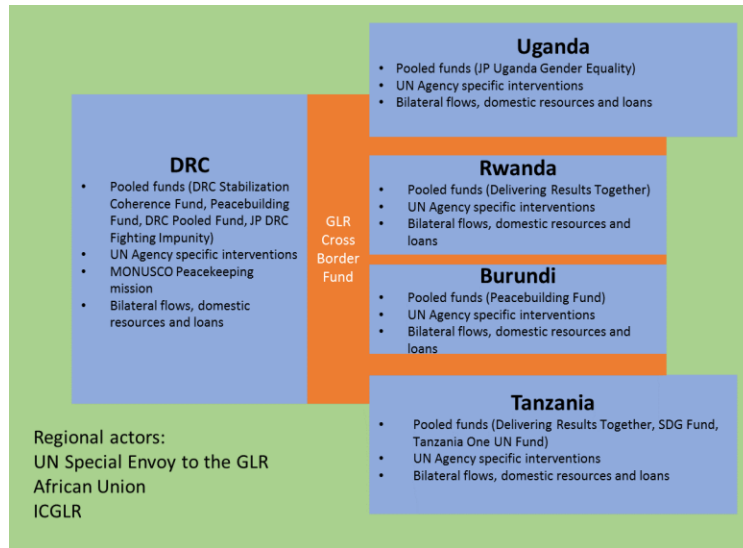 Uganda
• Pooled funds (JP Uganda Gender Equality)
• UN Agency specific interventions
• Bilateral flows, domestic resources and loans
DRC
• Pooled funds (DRC Stabilization
Coherence Fund, Peacebuilding
Fund, DRC Pooled Fund, JP DRC
Fighting Impunity)
• UN Agency specific interventions
• MONUSCO Peacekeeping
mission
• Bilateral flows, domestic
resources and loans
GLR
Cross
Border
Fund
Rwanda
• Pooled funds (Delivering Results Together)
• UN Agency specific interventions
• Bilateral flows, domestic resources and
loans
Burundi
• Pooled funds (Peacebuilding Fund)
• UN Agency specific interventions
• Bilateral flows, domestic resources and
loans
Tanzania
• Pooled funds (Delivering Results Together, SDG Fund,
Tanzania One UN Fund)
• UN Agency specific interventions
• Bilateral flows, domestic resources and loans
Regional actors:
UN Special Envoy to the GLR
African Union
ICGLR